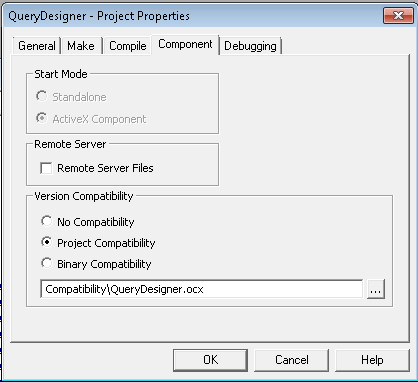 QueryDesigner - Project Properties
General Make Compile Component Debugging
Start Mode
Standalone
ActiveX Component
Remote Server
Remote Server Files
Version Compatibility
No Compatibility
Project Compatibility
Binary Compatibility
Compatibility\QueryDesigner.ocx ...
OK Cancel Help